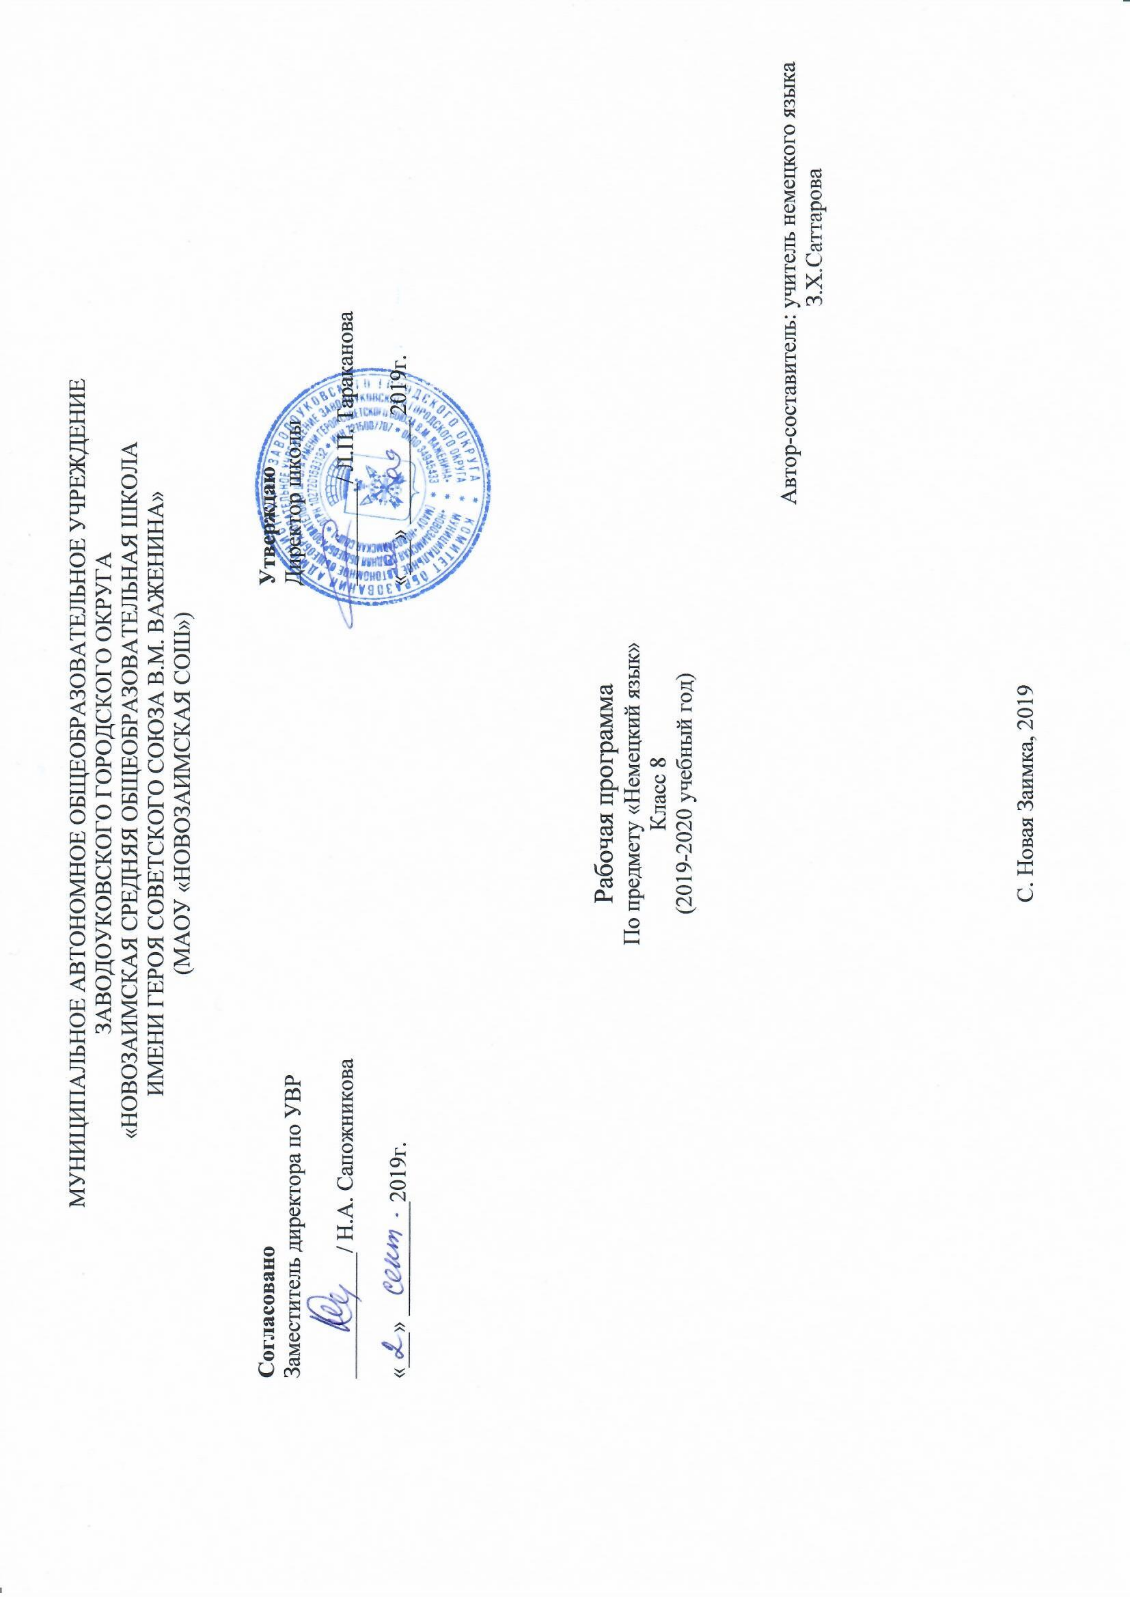 МУНИЦИПАЛЬНОЕ АВТОНОМНОЕ ОБЩЕОБРАЗОВАТЕЛЬНОЕ УЧРЕЖДЕНИЕ
ЗАВОДОУКОВСКОГО ГОРОДСКОГО ОКРУГА
«НОВОЗАИМСКАЯ СРЕДНЯЯ ОБЩЕОБРАЗОВАТЕЛЬНАЯ ШКОЛА
ИМЕНИ ГЕРОЯ СОВЕТСКОГО СОЮЗА В.М. ВАЖЕНИНА»
(МАОУ «НОВОЗАИМСКАЯ СОШ»)
Согласовано
Заместитель директора по УВР
/ Н.А. Сапожникова
« 2 » сент. 2019г.
Утверждаю
Директор школы
/ Л.П. Тараканова
« » 2019г.
Рабочая программа
По предмету «Немецкий язык»
Класс 8
(2019-2020 учебный год)
Автор-составитель: учитель немецкого языка
З.Х.Саттарова
С. Новая Заимка, 2019